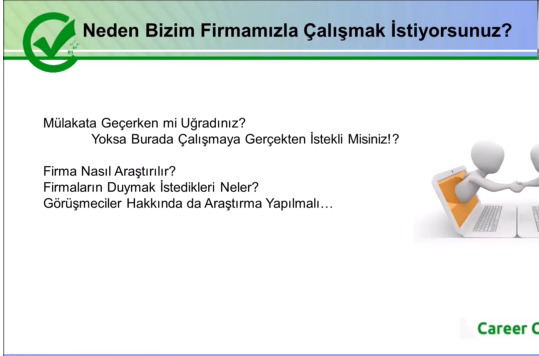 Neden Bizim Firmamızla Çalışmak İstiyorsunuz?
Mülakata Geçerken mi Uğradınız?
Yoksa Burada Çalışmaya Gerçekten İstekli Misiniz!?
Firma Nasıl Araştırılır?
Firmaların Duymak İstedikleri Neler?
Görüşmeciler Hakkında da Araştırma Yapılmalı…
Career